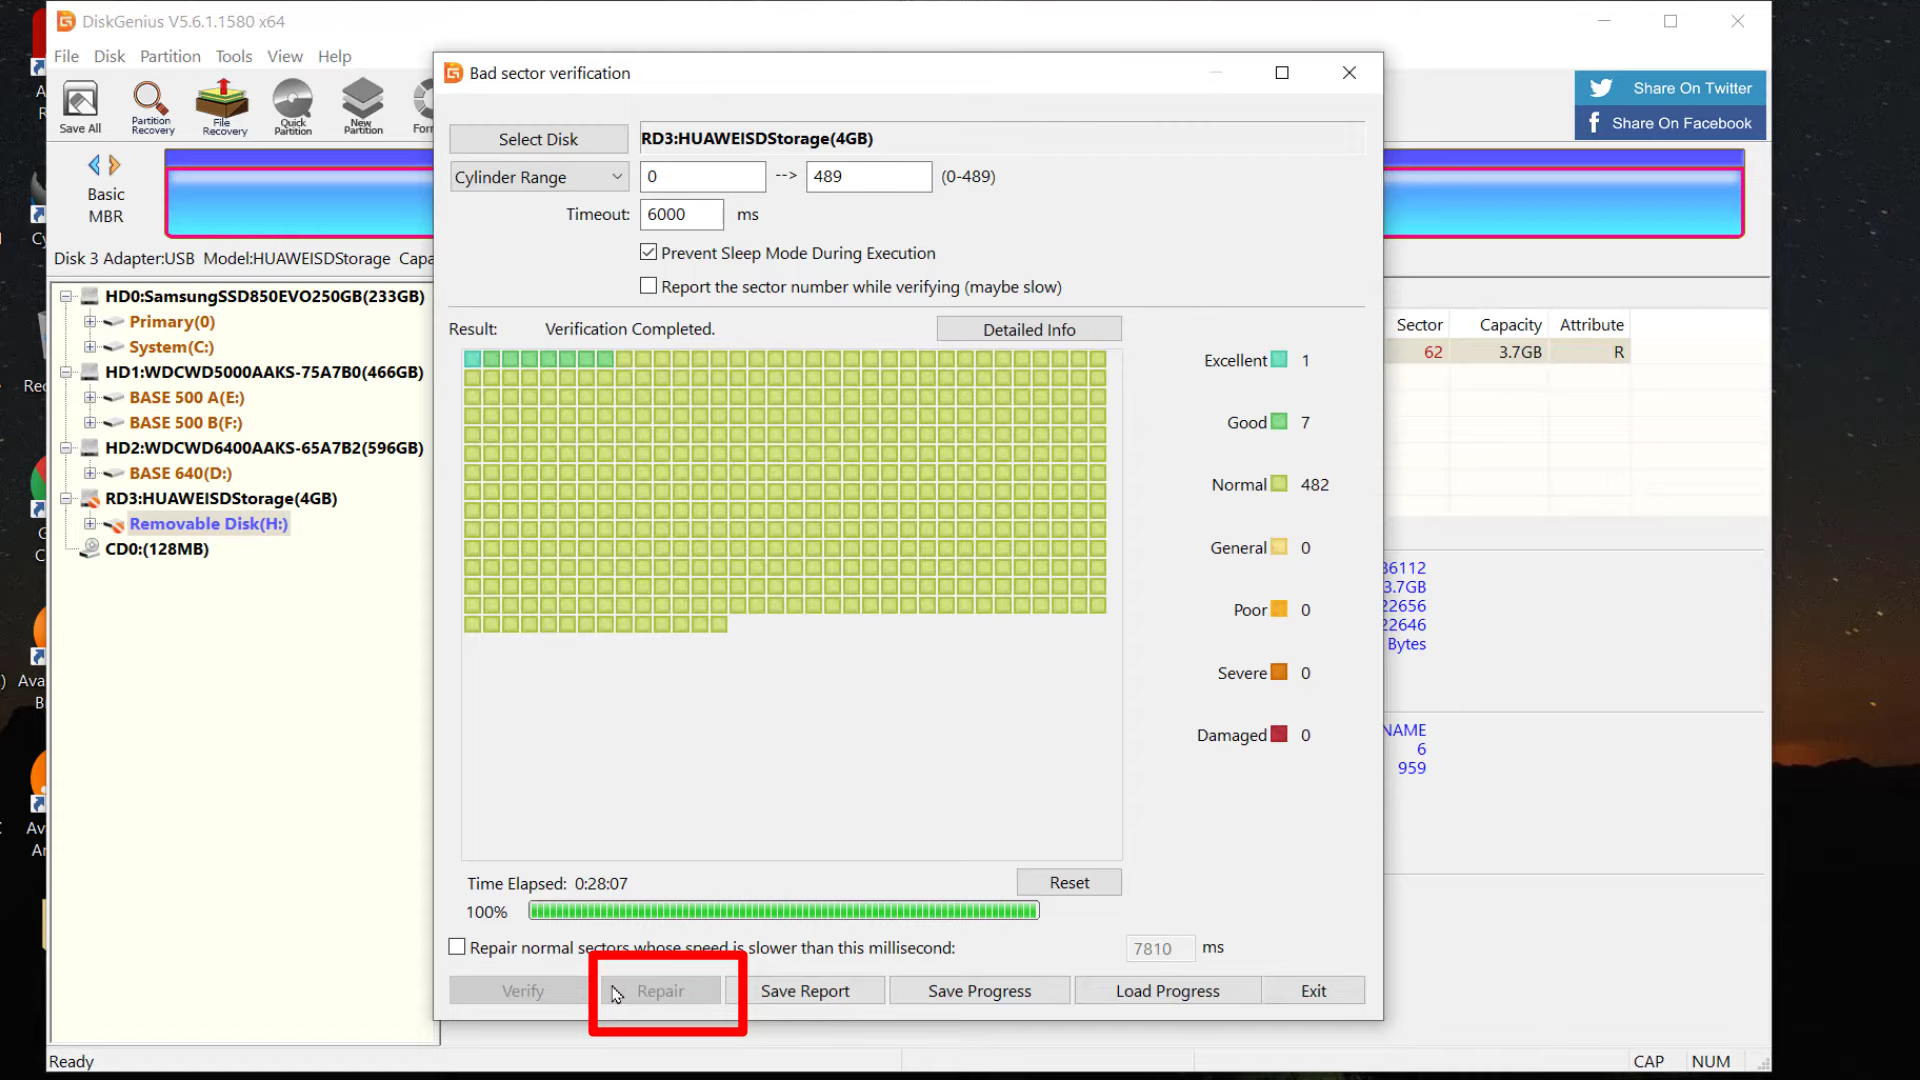 DiskGenius V5.6.1.1580 x64
File Disk Partition Tools View Help
Save All
Partition Recovery
File Recovery
Quick Partition
New Partition
Share On Twitter
Share On Facebook
Basic
MBR
Disk 3 Adapter:USB Model:HUAWEISDStorage Capa
HD0:SamsungSSD850EVO250GB(233GB)
Primary(0)
System(C:)
HD1:WDCWD5000AAKS-75A7B0(466GB)
BASE 500 A(E:)
BASE 500 B(F:)
HD2:WDCWD6400AAKS-65A7B2(596GB)
BASE 640(D:)
RD3:HUAWEISDStorage(4GB)
Removable Disk(H:)
CD0:(128MB)
Bad sector verification
Select Disk RD3:HUAWEISDStorage(4GB)
Cylinder Range 0 --> 489 (0-489)
Timeout: 6000 ms
Prevent Sleep Mode During Execution
Report the sector number while verifying (maybe slow)
Result: Verification Completed. Detailed Info
Excellent 1
Good 7
Normal 482
General 0
Poor 0
Severe 0
Damaged 0
Time Elapsed: 0:28:07 Reset
100%
Repair normal sectors whose speed is slower than this millisecond: 7810 ms
Verify Repair Save Report Save Progress Load Progress Exit
Sector Capacity Attribute
62 3.7GB R
36112
3.7GB
22656
22646
Bytes
NAME
6
959
Ready CAP NUM